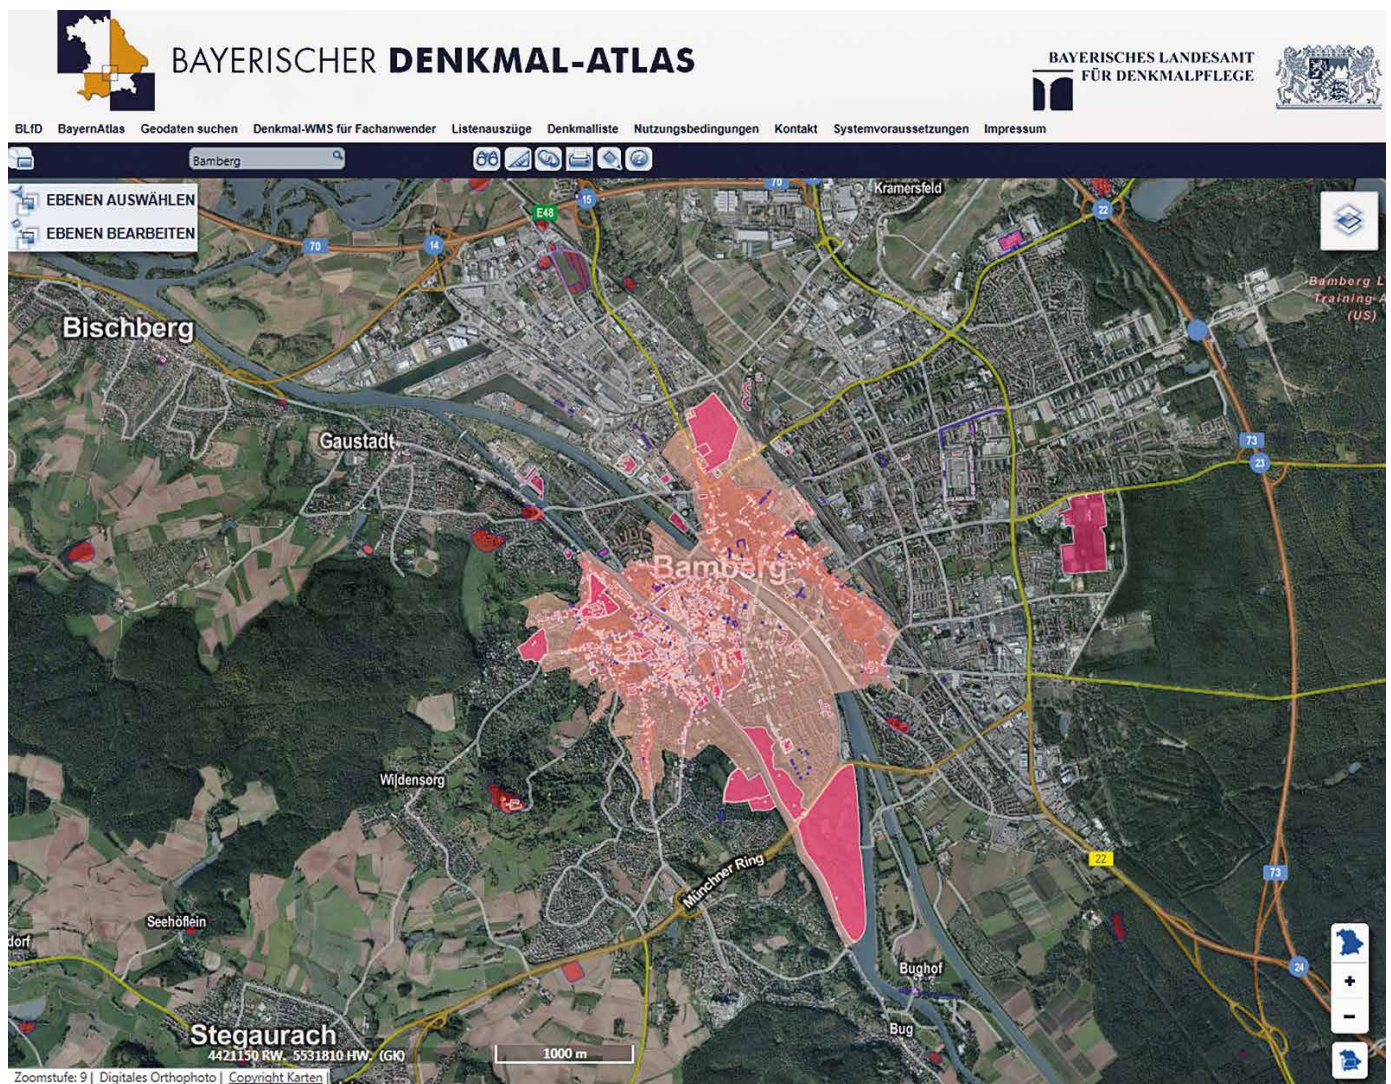 BAYERISCHER DENKMAL-ATLAS
BAYERISCHES LANDESAMT
FÜR DENKMALPFLEGE
BLfD BayernAtlas Geodaten suchen Denkmal-WMS für Fachanwender Listenauszüge Denkmalliste Nutzungsbedingungen Kontakt Systemvoraussetzungen Impressum
Bamberg
EBENEN AUSWÄHLEN
EBENEN BEARBEITEN
Kramersfeld
70
15
E48
22
14
70
Bamberg L
Training A
(US)
Bischberg
Gaustadt
73
23
Bamberg
Wildensorg
22
Münchner Ring
73
Seehöflein
dorf
Bughof
24
Stegaurach
Bug
4421150 RW. 5531810 HW. (GK)
1000 m
+
-
Zoomstufe: 9 | Digitales Orthophoto | Copyright Karten |